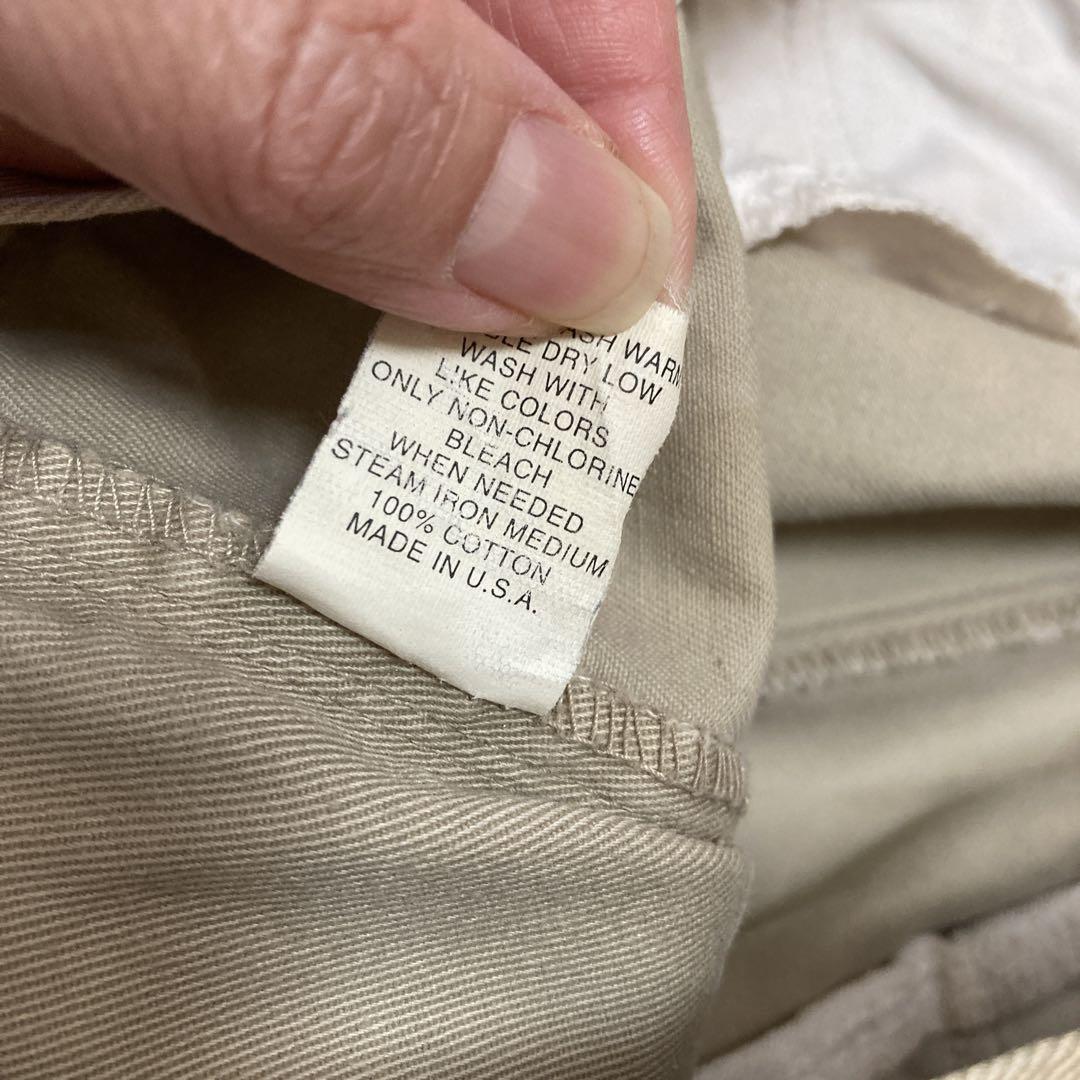 WARM
DRY LOW
WASH WITH
LIKE COLORS
ONLY NON-CHLORINE
BLEACH
WHEN NEEDED
STEAM IRON MEDIUM
100% COTTON
MADE IN U.S.A.